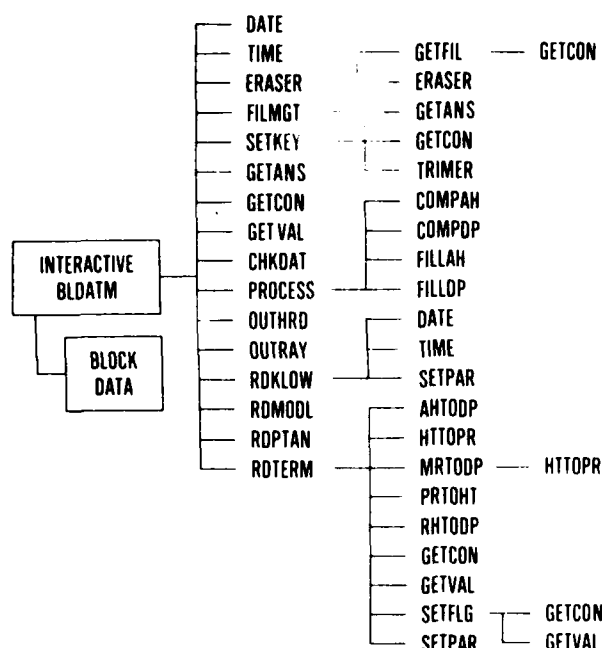 DATE
TIME
ERASER
FILMGT
SETKEY
GETANS
GETCON
GETVAL
CHKDAT
PROCESS
OUTHRD
OUTRAY
RDKLOW
RDMODL
RDPTAN
RDTERM
INTERACTIVE
BLDATM
BLOCK
DATA
GETFIL
GETCON
ERASER
GETANS
GETCON
TRIMER
COMPAH
COMPDP
FILLAH
FILLDP
DATE
TIME
SETPAR
AHTODP
HTTOPR
MRTODP
HTTOPR
PRTOHT
RHTODP
GETCON
GETVAL
SETFLG
GETCON
SETPAR
GETVAL